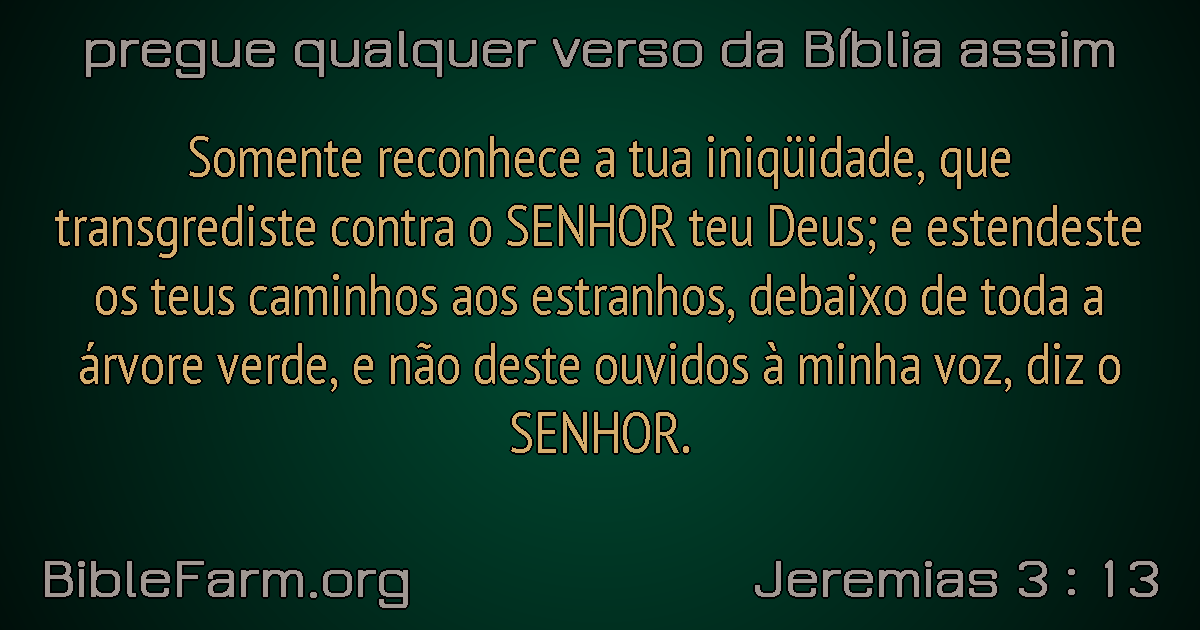 pregue qualquer verso da Bíblia assim
Somente reconhece a tua iniqüidade, que
transgrediste contra o SENHOR teu Deus; e estendeste
os teus caminhos aos estranhos, debaixo de toda a
árvore verde, e não deste ouvidos à minha voz, diz o
SENHOR.
BibleFarm.org
Jeremias 3 : 13